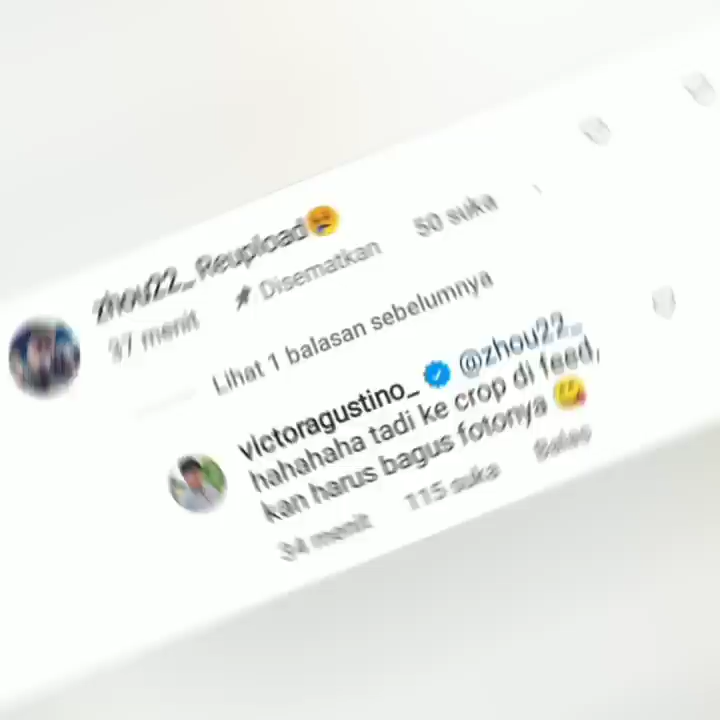 zhou22_ Reupload😢
37 menit Disematkan 50 suka
Lihat 1 balasan sebelumnya
victoragustino_ @zhou22_
hahahaha tadi ke crop di feed,
kan harus bagus fotonya 😋
34 menit 115 suka Balas